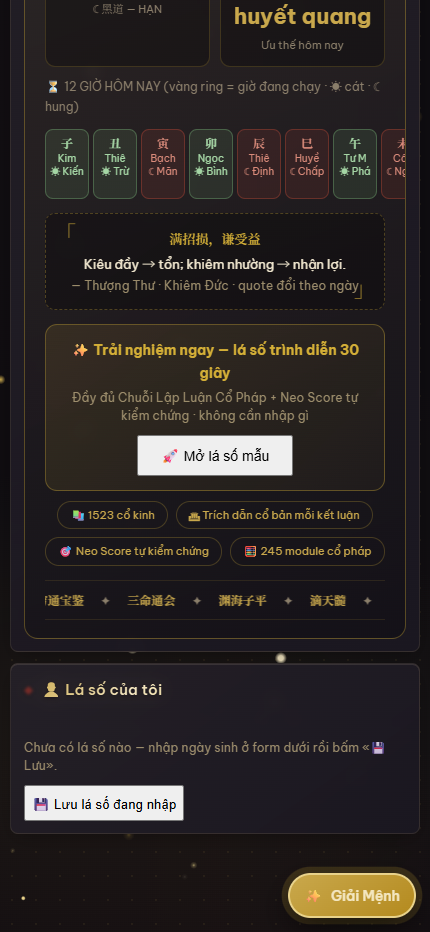 ☾黑道 — HẠN
huyết quang
Ưu thế hôm nay
⏳ 12 GIỜ HÔM NAY (vàng ring = giờ đang chạy · ☀ cát · ☾
hung)
子 丑 寅 卯 辰 巳 午
Kim Thiê Bạch Ngọc Thiê Huyề Tư M
☀Kiến ☀Trừ ☾Mãn ☀Bình ☾Định ☾Chấp ☀Phá
「
满招损，谦受益
Kiêu đầy → tổn; khiêm nhường → nhận lợi.
— Thượng Thư · Khiêm Đức · quote đổi theo ngày
」
✨ Trải nghiệm ngay — lá số trình diễn 30
giây
Đầy đủ Chuỗi Lập Luận Cổ Pháp + Neo Score tự
kiểm chứng · không cần nhập gì
🚀 Mở lá số mẫu
📚 1523 cổ kinh
📜 Trích dẫn cổ bản mỗi kết luận
🎯 Neo Score tự kiểm chứng
🧮 245 module cổ pháp
通宝鉴 ✦ 三命通会 ✦ 渊海子平 ✦ 滴天髓 ✦
👤 Lá số của tôi
Chưa có lá số nào — nhập ngày sinh ở form dưới rồi bấm «💾
Lưu».
💾 Lưu lá số đang nhập
✨ Giải Mệnh